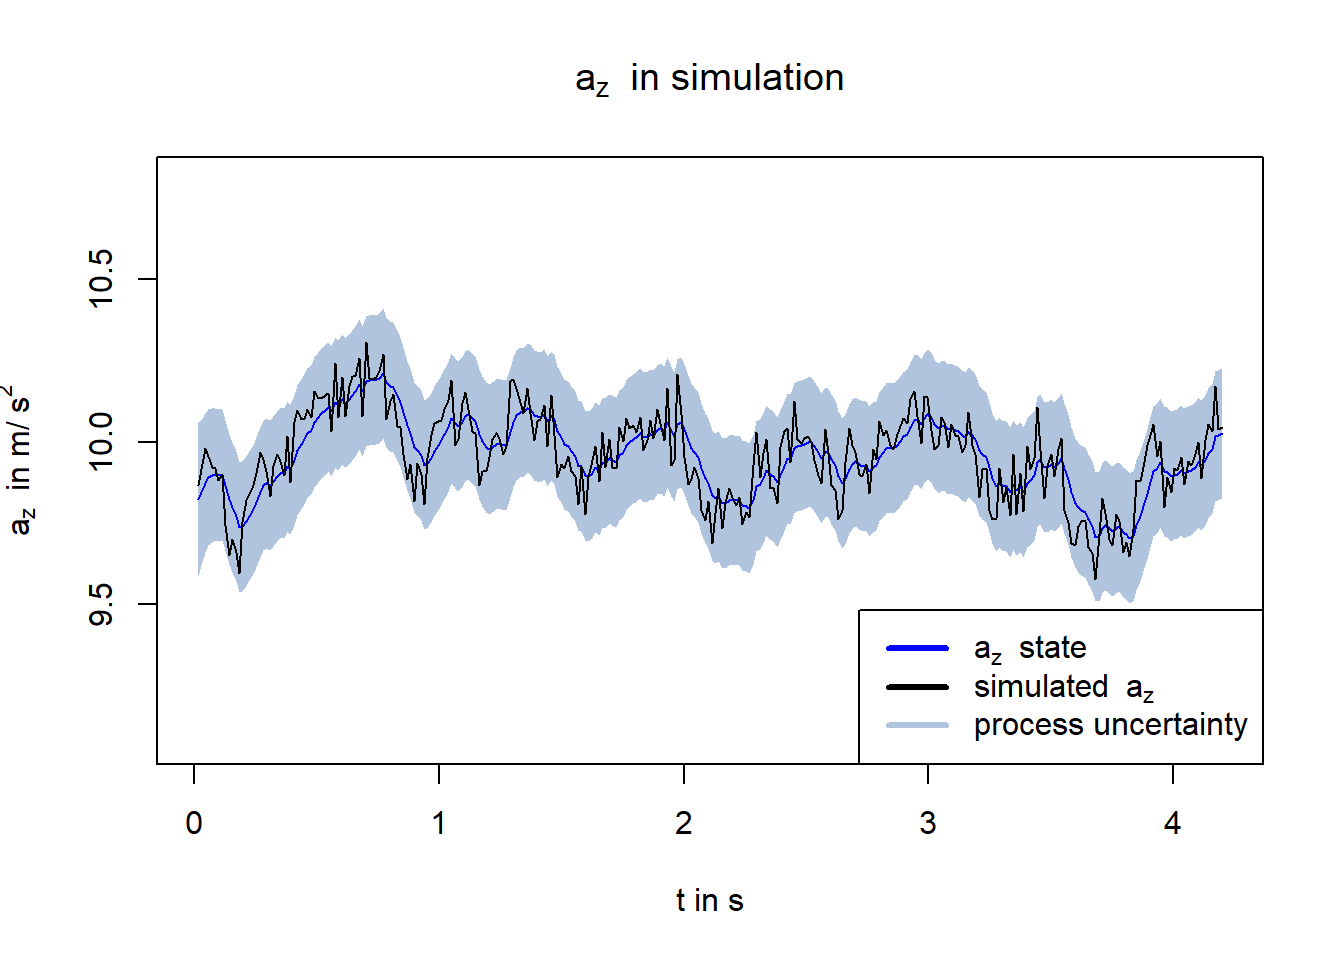 a_z in simulation
a_z in m/s²
10.5
10.0
9.5
a_z state
simulated a_z
process uncertainty
0 1 2 3 4
t in s